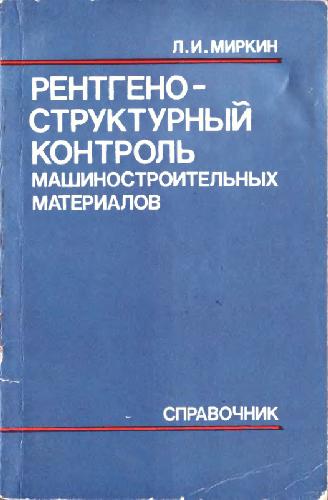 Л.И.МИРКИН
РЕНТГЕНО-
СТРУКТУРНЫЙ
КОНТРОЛЬ
МАШИНОСТРОИТЕЛЬНЫХ
МАТЕРИАЛОВ
СПРАВОЧНИК